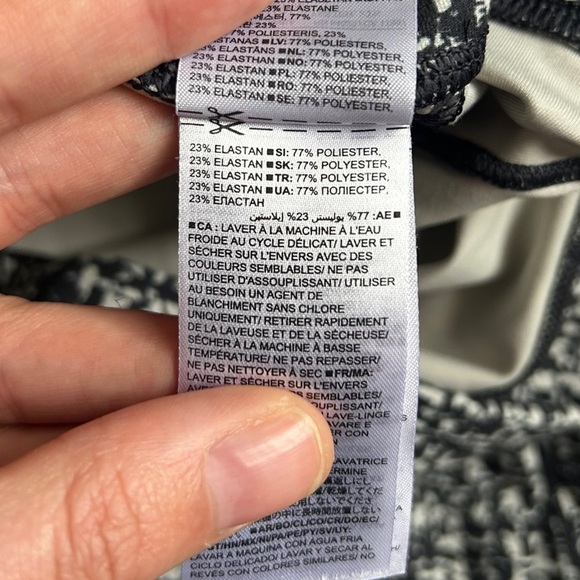 23% ELASTANE
77%
23%
77% POLIESTERIS, 23%
ELASTANAS ■LV: 77% POLIESTERS,
23% ELASTĀNS ■NL: 77% POLYESTER,
23% ELASTHAN ■NO: 77% POLYESTER,
23% ELASTAN ■PL: 77% POLIESTER,
23% ELASTAN ■RO: 77% POLIESTER,
23% ELASTAN ■SE: 77% POLYESTER,
23% ELASTAN ■SI: 77% POLIESTER,
23% ELASTAN ■SK: 77% POLYESTER,
23% ELASTAN ■TR: 77% POLYESTER,
23% ELASTAN ■UA: 77% ПОЛІЕСТЕР,
23% ЕЛАСТАН
■AE: 77% بوليستر, 23% إيلاستين
■CA : LAVER À LA MACHINE À L'EAU
FROIDE AU CYCLE DÉLICAT/ LAVER ET
SÉCHER SUR L'ENVERS AVEC DES
COULEURS SEMBLABLES/ NE PAS
UTILISER D'ASSOUPLISSANT/ UTILISER
AU BESOIN UN AGENT DE
BLANCHIMENT SANS CHLORE
UNIQUEMENT/ RETIRER RAPIDEMENT
DE LA LAVEUSE ET DE LA SÉCHEUSE/
SÉCHER À LA MACHINE À BASSE
TEMPÉRATURE/ NE PAS REPASSER/
NE PAS NETTOYER À SEC ■FR/MA:
LAVER ET SÉCHER SUR L'ENVERS
SEMBLABLES/
LAVE-LINGE
LAVATRICE
■AR/BO/CL/CO/CR/DO/EC/
GT/HN/MX/NI/PA/PE/PY/SV/UY:
LAVAR A MAQUINA CON AGUA FRIA
CICLO DELICADO/ LAVAR Y SECAR AL
REVÉS CON COLORES SIMILARES/ NO